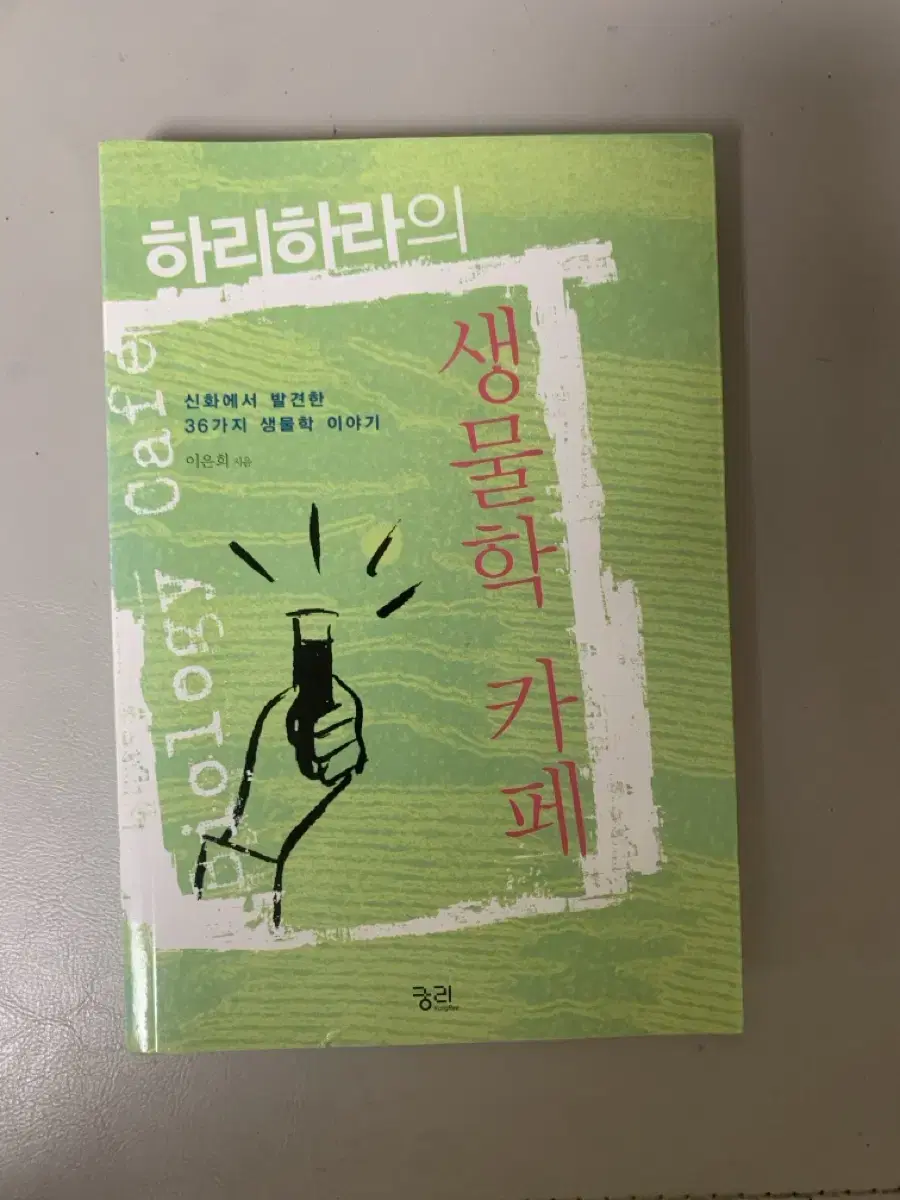 하리하라의
생물학 카페
신화에서 발견한
36가지 생물학 이야기
이은희 지음
Biology Cafe
궁리
KungRee